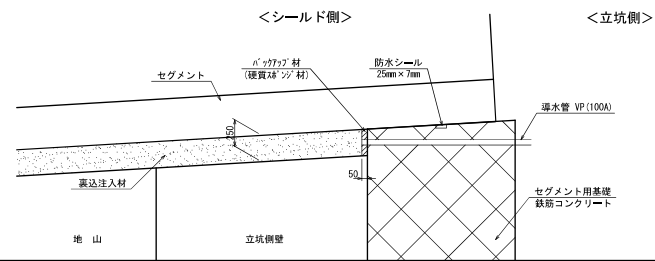 ＜シールド側＞
＜立坑側＞
バックアップ材
(硬質スポンジ材)
防水シール
25mm×7mm
セグメント
導水管 VP(100A)
250
裏込注入材
50
セグメント用基礎
鉄筋コンクリート
地 山
立坑側壁